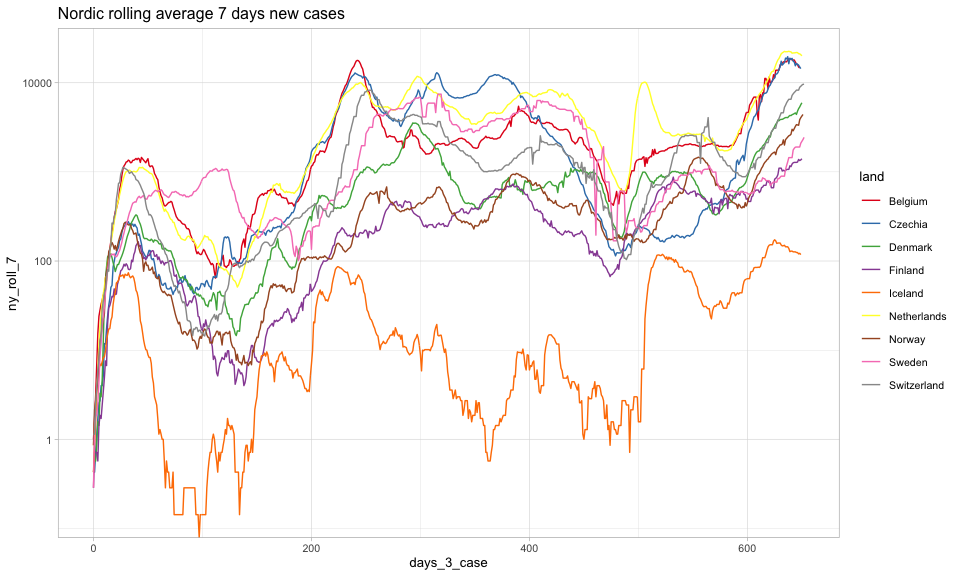 Nordic rolling average 7 days new cases
10000
100
1
ny_roll_7
0
200
400
600
days_3_case
land
Belgium
Czechia
Denmark
Finland
Iceland
Netherlands
Norway
Sweden
Switzerland